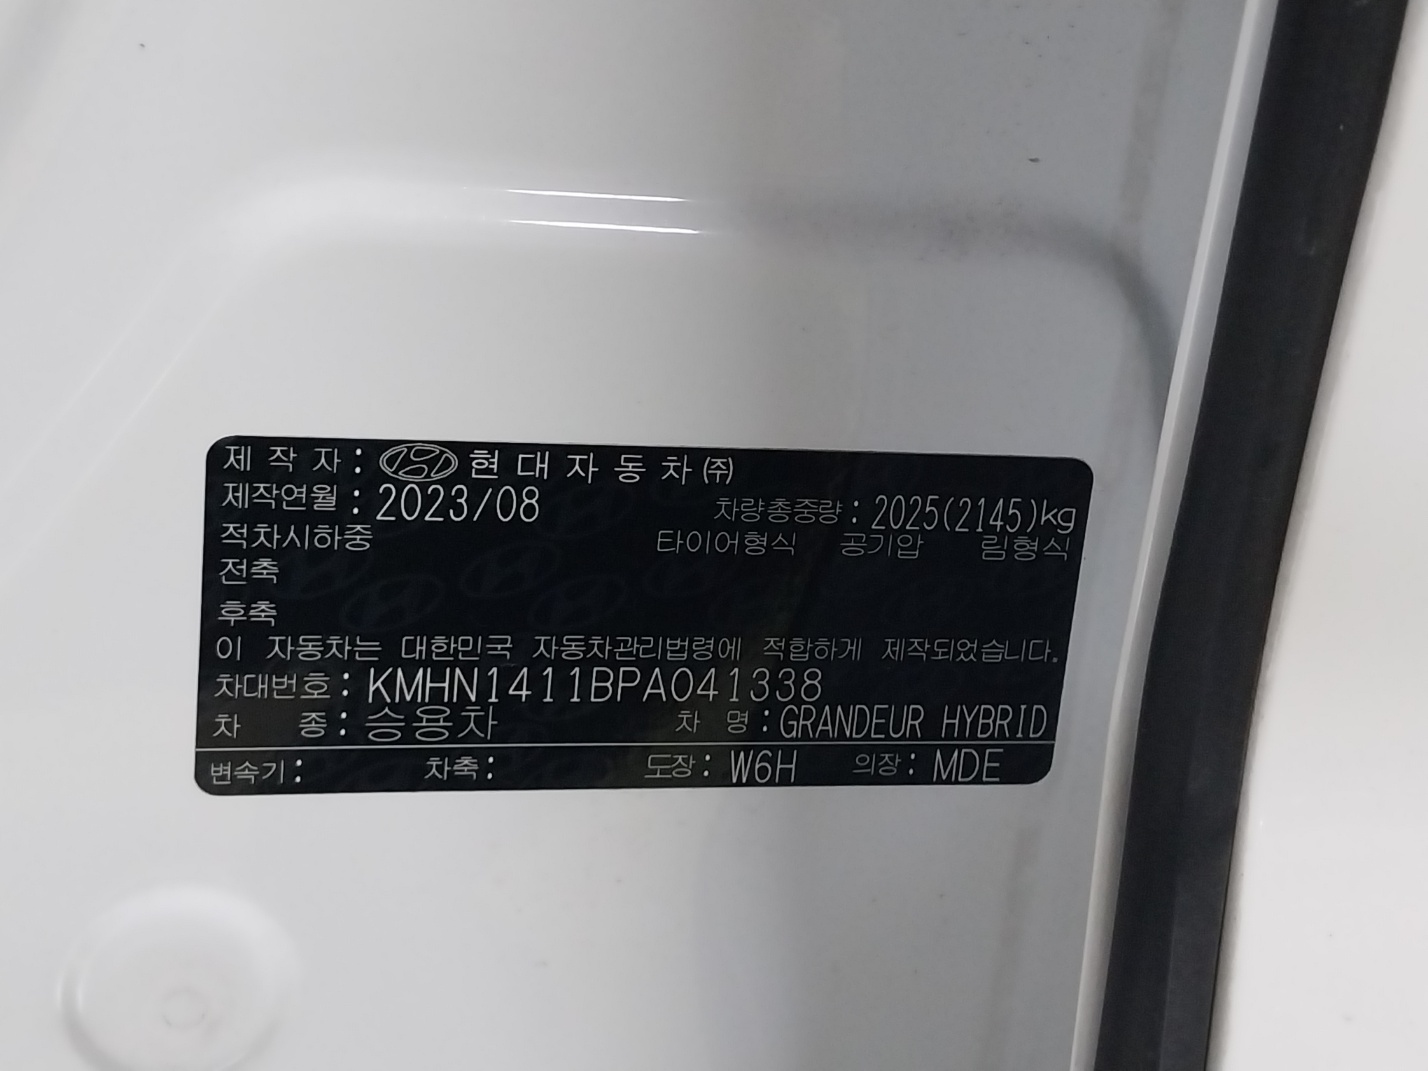 제 작 자 : 현 대 자 동 차 ㈜
제작연월 : 2023/08 차량총중량 : 2025(2145)kg
적차시하중 타이어형식 공기압 림형식
전축
후축
이 자동차는 대한민국 자동차관리법령에 적합하게 제작되었습니다.
차대번호 : KMHN1411BPA041338
차 종 : 승용차 차 명 : GRANDEUR HYBRID
변속기 : 차축 : 도장 : W6H 의장 : MDE